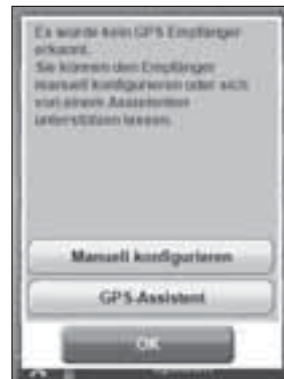 Es wurde kein GPS Empfänger
erkannt.
Sie können den Empfänger
manuell konfigurieren oder sich
von einem Assistenten
unterstützen lassen.
Manuell konfigurieren
GPS-Assistent
OK